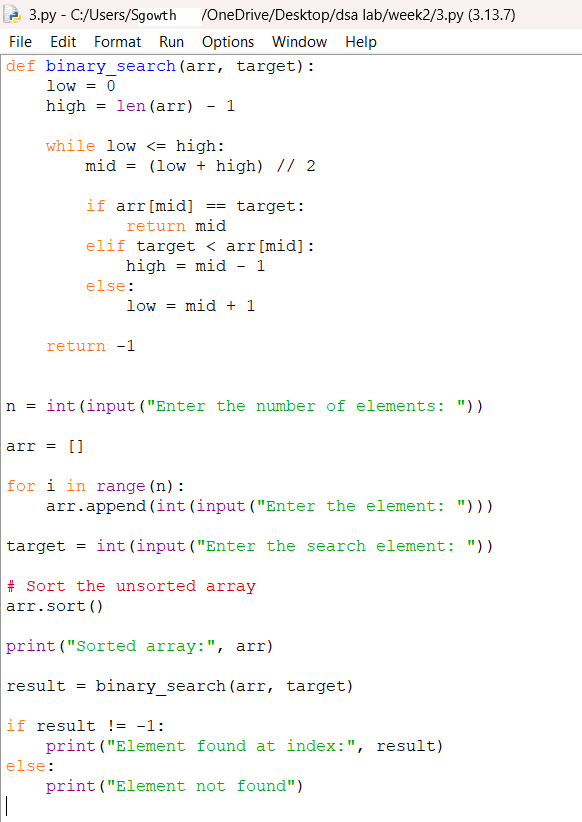 3.py - C:/Users/Sgowth /OneDrive/Desktop/dsa lab/week2/3.py (3.13.7)
File Edit Format Run Options Window Help
def binary_search(arr, target):
    low = 0
    high = len(arr) - 1

    while low <= high:
        mid = (low + high) // 2

        if arr[mid] == target:
            return mid
        elif target < arr[mid]:
            high = mid - 1
        else:
            low = mid + 1

    return -1


n = int(input("Enter the number of elements: "))

arr = []

for i in range(n):
    arr.append(int(input("Enter the element: ")))

target = int(input("Enter the search element: "))

# Sort the unsorted array
arr.sort()

print("Sorted array:", arr)

result = binary_search(arr, target)

if result != -1:
    print("Element found at index:", result)
else:
    print("Element not found")